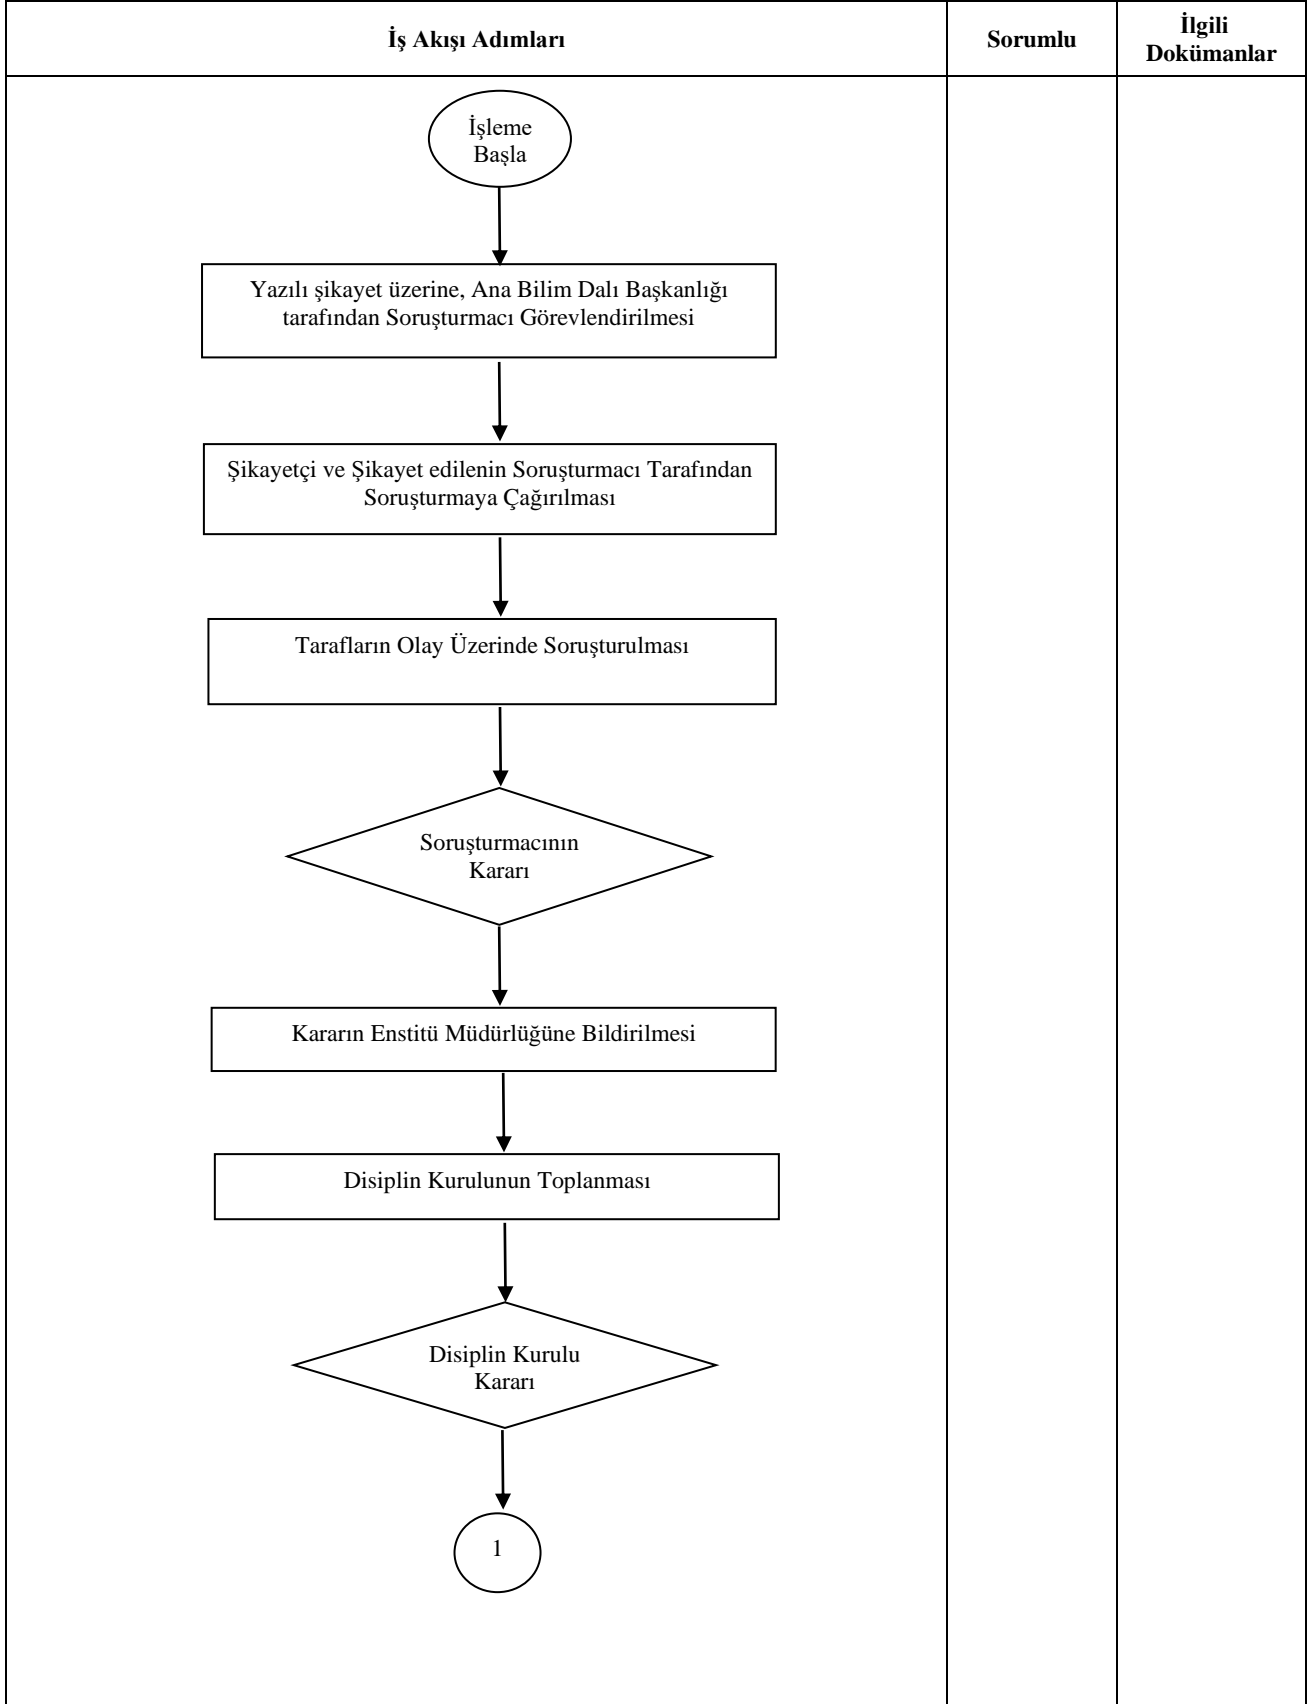 İş Akışı Adımları
Sorumlu
İlgili
Dokümanlar
İşleme
Başla
Yazılı şikayet üzerine, Ana Bilim Dalı Başkanlığı
tarafından Soruşturmacı Görevlendirilmesi
Şikayetçi ve Şikayet edilenin Soruşturmacı Tarafından
Soruşturmaya Çağırılması
Tarafların Olay Üzerinde Soruşturulması
Soruşturmacının
Kararı
Kararın Enstitü Müdürlüğüne Bildirilmesi
Disiplin Kurulunun Toplanması
Disiplin Kurulu
Kararı
1